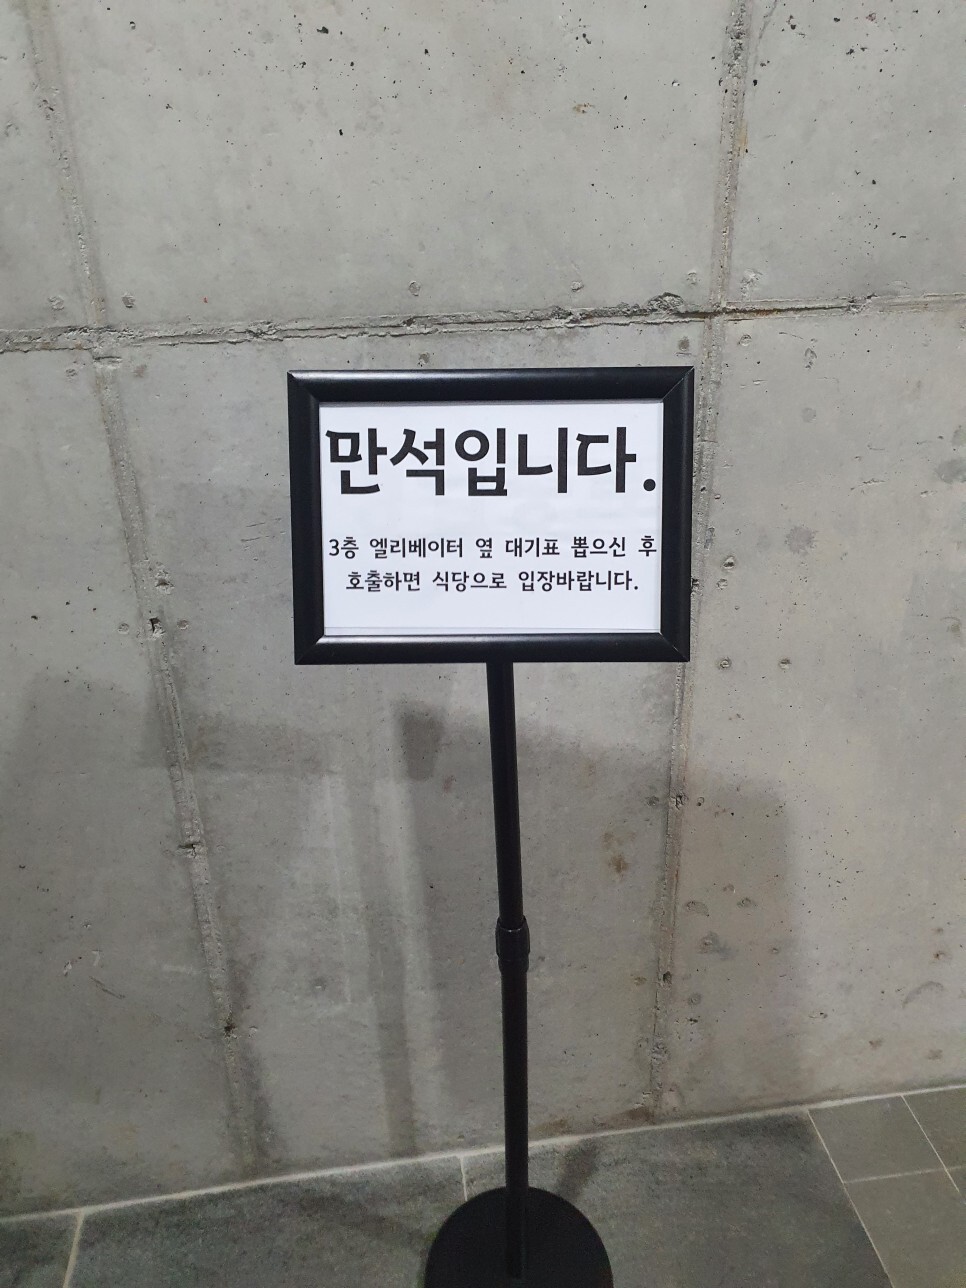 만석입니다.
3층 엘리베이터 옆 대기표 뽑으신 후
호출하면 식당으로 입장바랍니다.